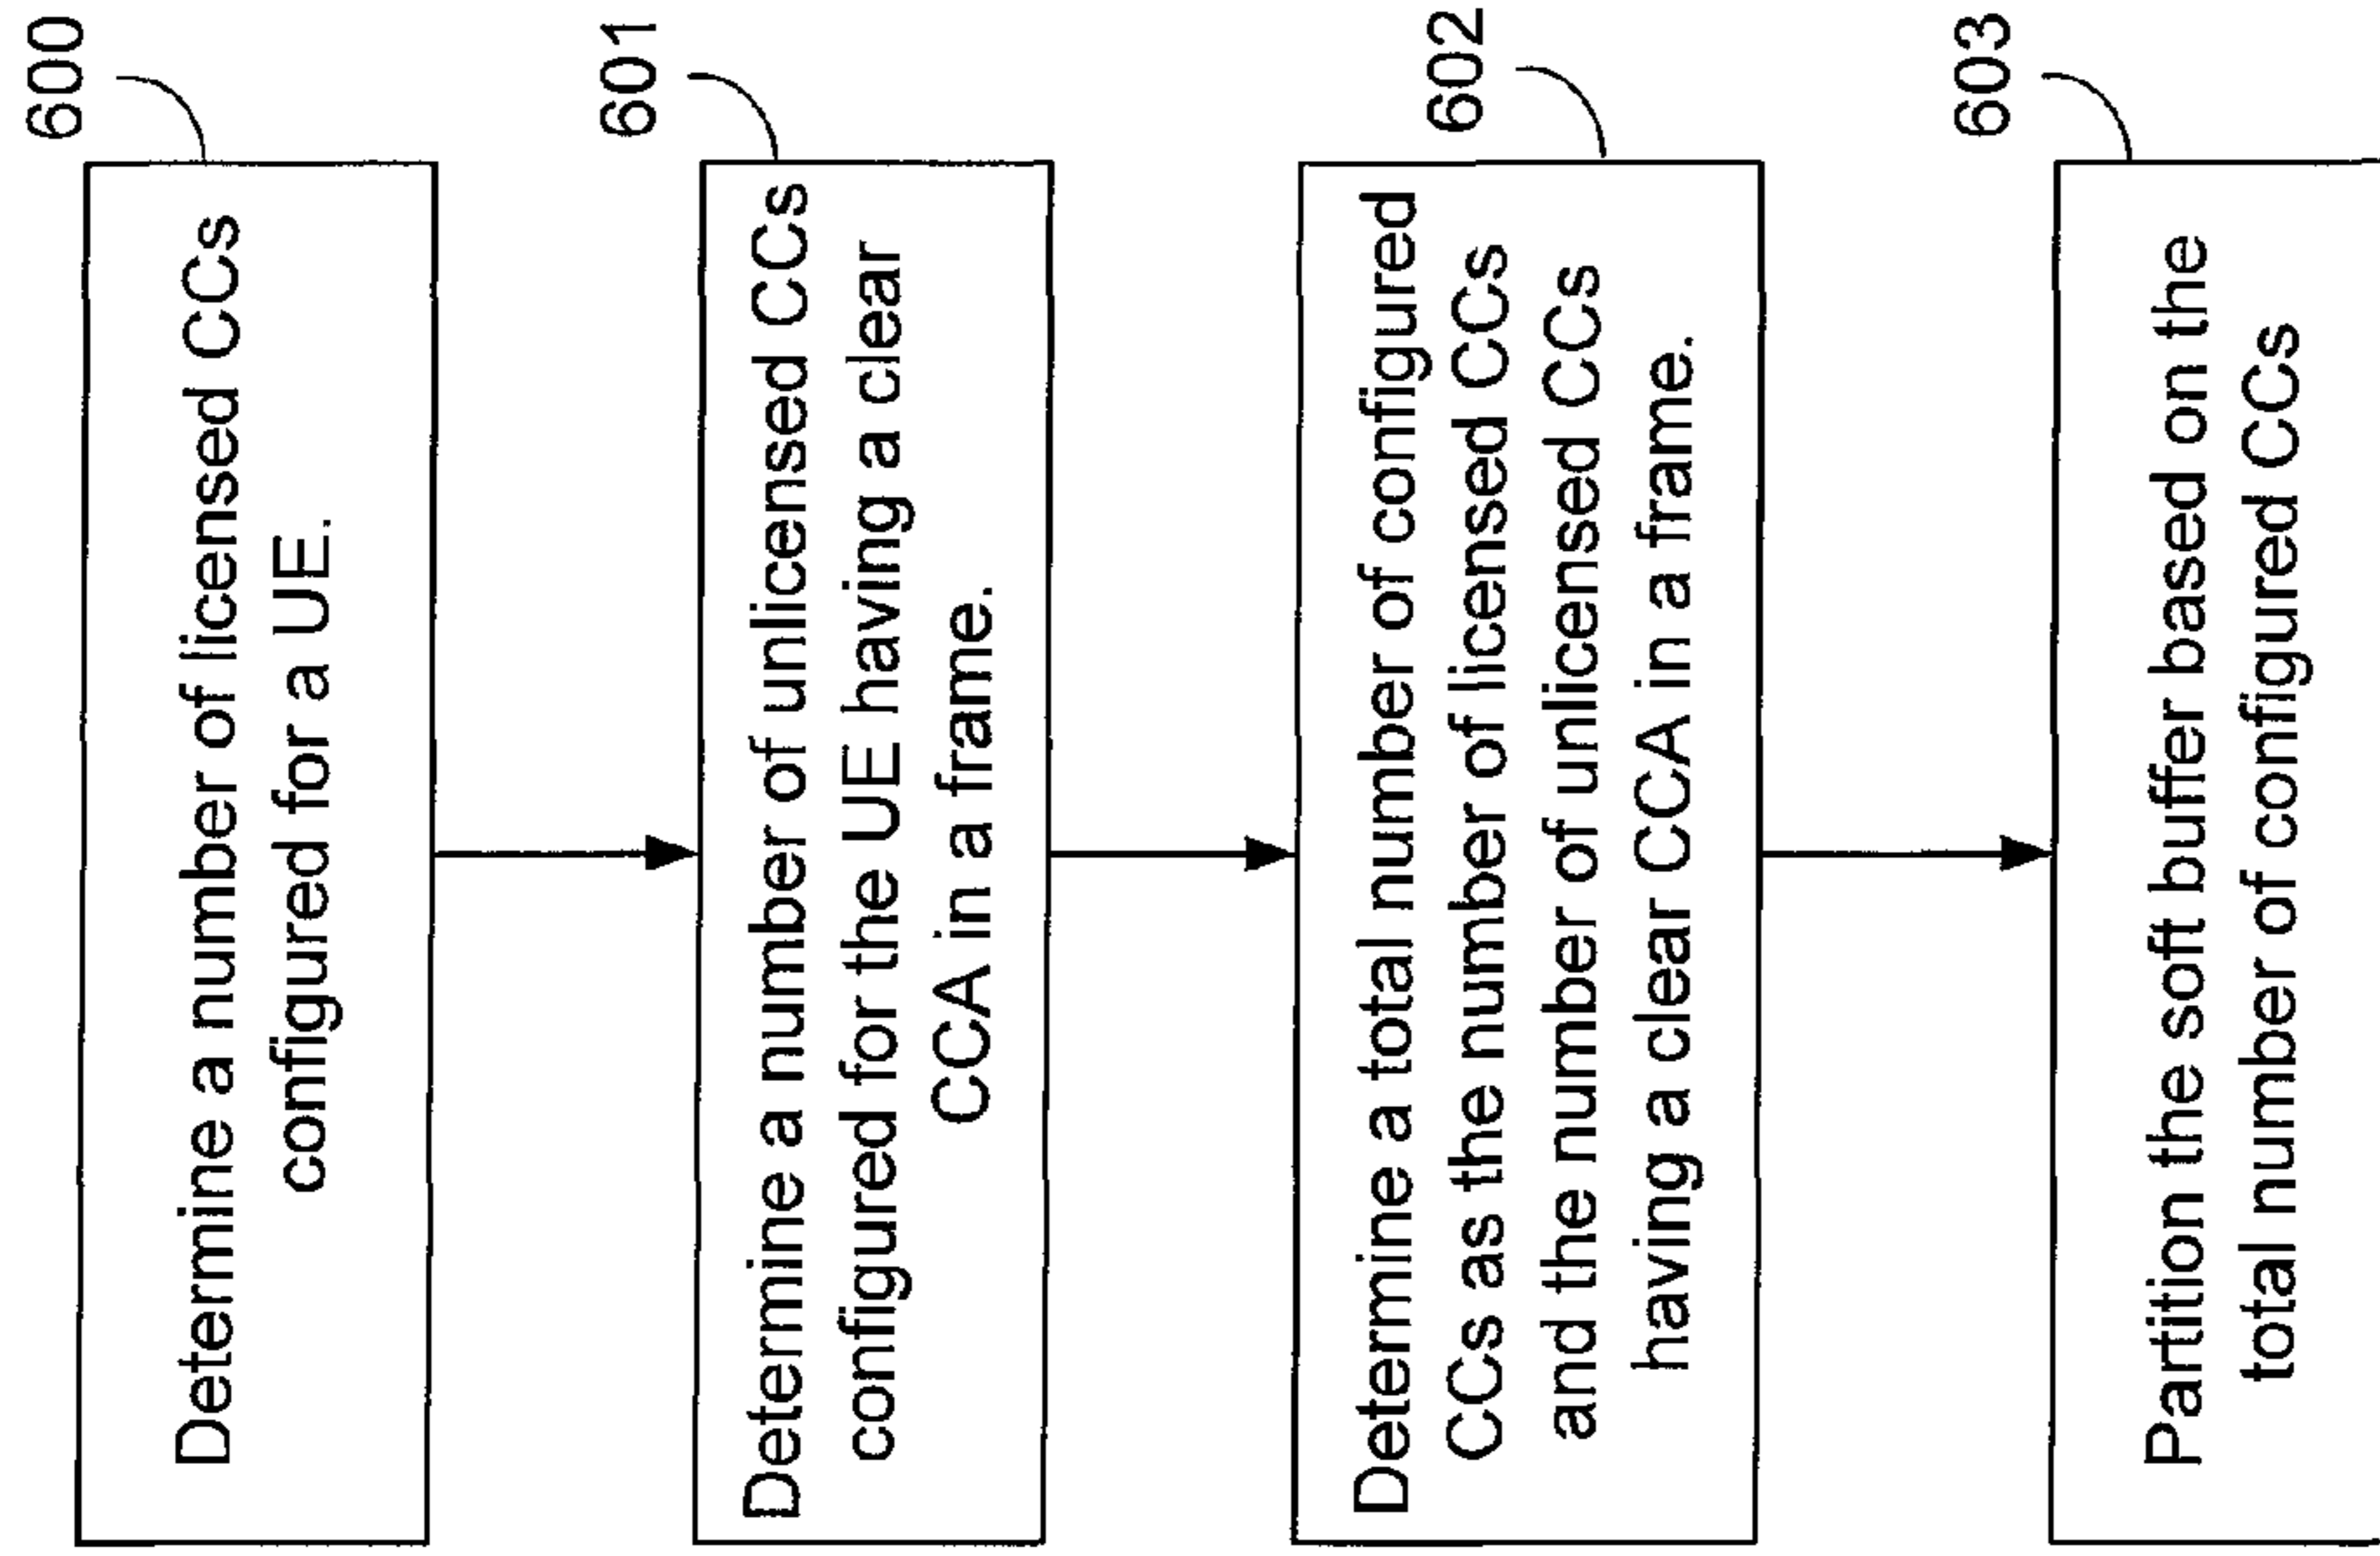 600
Determine a number of licensed CCs
configured for a UE.
601
Determine a number of unlicensed CCs
configured for the UE having a clear
CCA in a frame.
602
Determine a total number of configured
CCs as the number of licensed CCs
and the number of unlicensed CCs
having a clear CCA in a frame.
603
Partition the soft buffer based on the
total number of configured CCs